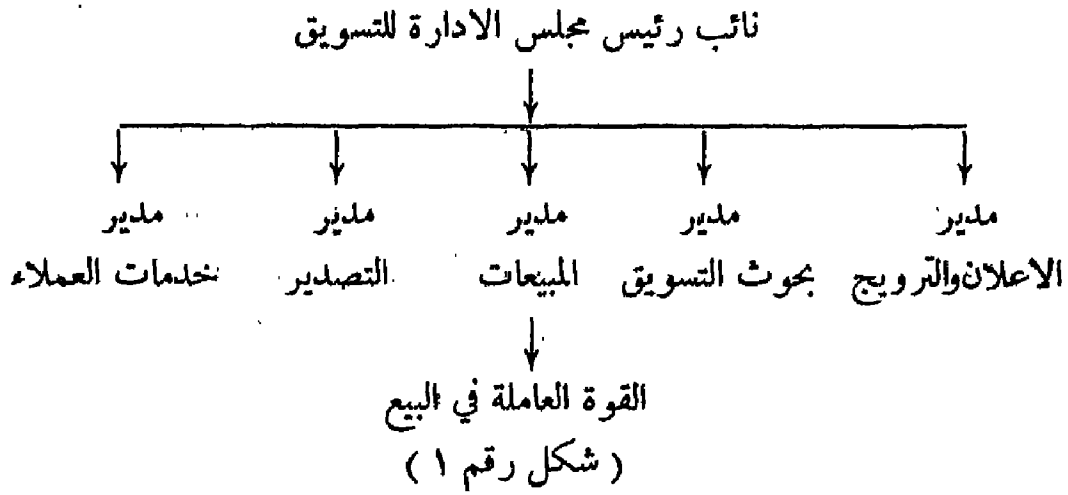 نائب رئيس مجلس الادارة للتسويق
مدير مدير مدير مدير مدير
الاعلان والترويج بحوث التسويق المبيعات التصدير خدمات العملاء
القوة العاملة في البيع
( شكل رقم ١ )